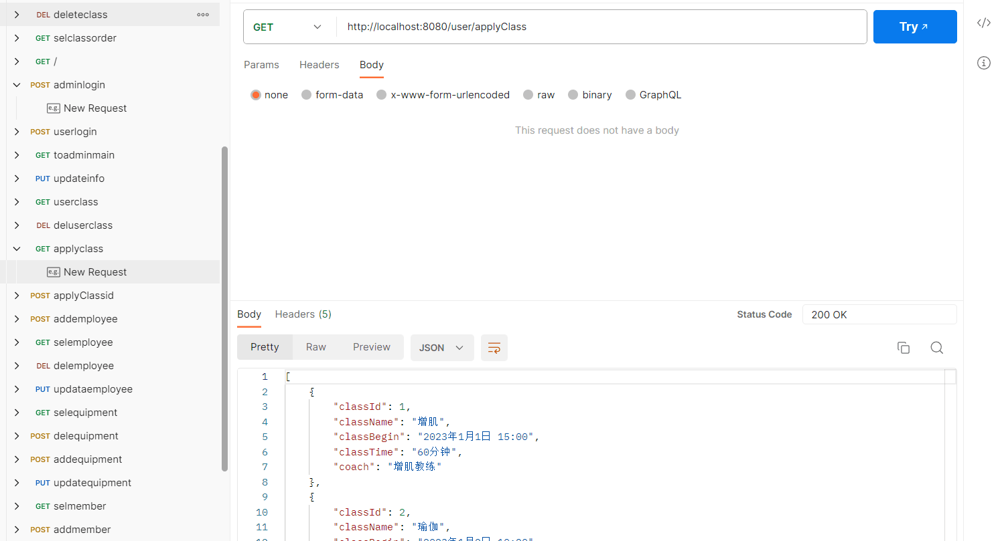 DEL deleteclass
GET selclassorder
GET /
POST adminlogin
e.g. New Request
POST userlogin
GET toadminmain
PUT updateinfo
GET userclass
DEL deluserclass
GET applyclass
e.g. New Request
POST applyClassid
POST addemployee
GET selemployee
DEL delemployee
PUT updataemployee
GET selequipment
POST delequipment
POST addequipment
PUT updatequipment
GET selmember
POST addmember
GET http://localhost:8080/user/applyClass Try
Params Headers Body
none form-data x-www-form-urlencoded raw binary GraphQL
This request does not have a body
Body Headers (5) Status Code 200 OK
Pretty Raw Preview JSON
1 [
2 {
3 "classId": 1,
4 "className": "增肌",
5 "classBegin": "2023年1月1日 15:00",
6 "classTime": "60分钟",
7 "coach": "增肌教练"
8 },
9 {
10 "classId": 2,
11 "className": "瑜伽",